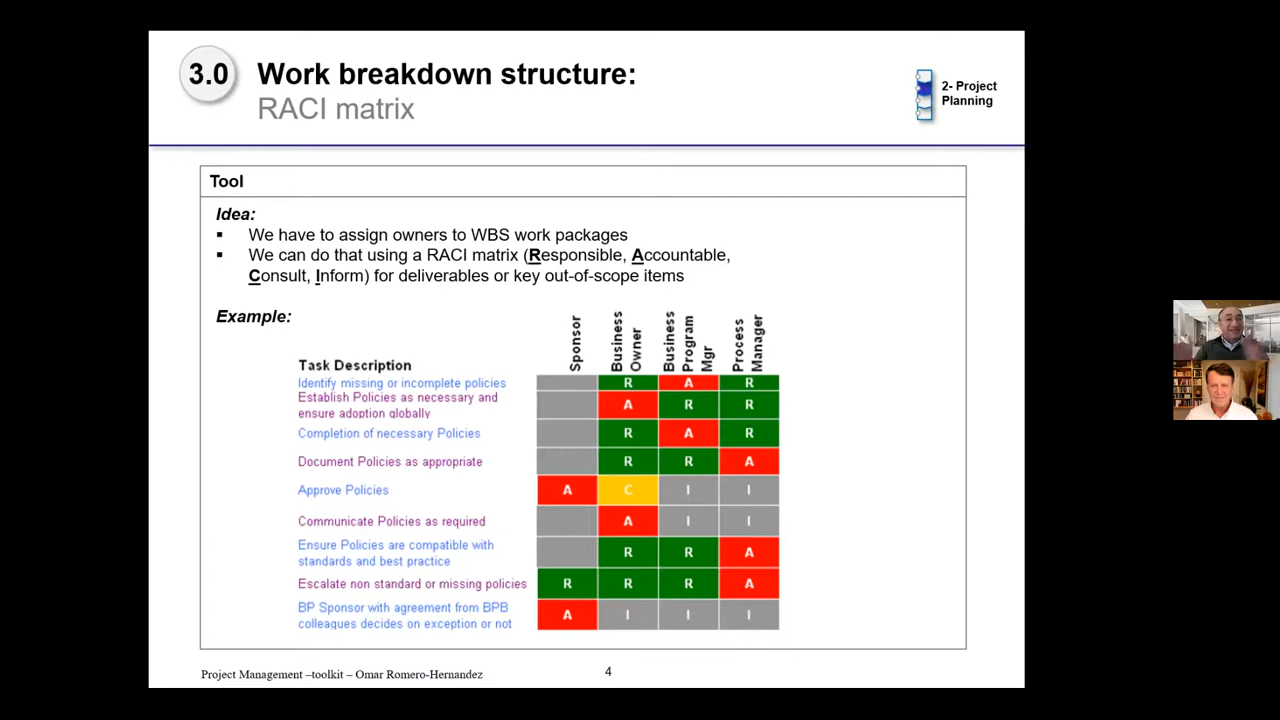 3.0
Work breakdown structure:
RACI matrix
2- Project
Planning
Tool
Idea:
▪ We have to assign owners to WBS work packages
▪ We can do that using a RACI matrix (Responsible, Accountable,
Consult, Inform) for deliverables or key out-of-scope items
Example:
Task Description
Sponsor
Business
Owner
Business
Program
Mgr
Process
Manager
Identify missing or incomplete policies R A R
Establish Policies as necessary and
ensure adoption globally A R R
Completion of necessary Policies R A R
Document Policies as appropriate R R A
Approve Policies A C I I
Communicate Policies as required A I I
Ensure Policies are compatible with
standards and best practice R R A
Escalate non standard or missing policies R R R A
BP Sponsor with agreement from BPB
colleagues decides on exception or not A I I I
Project Management –toolkit – Omar Romero-Hernandez
4